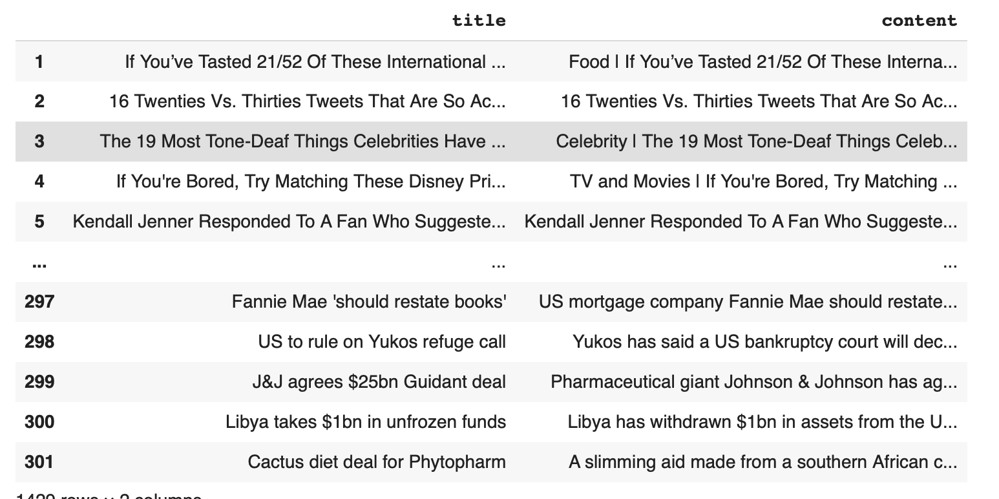 title content
1 If You’ve Tasted 21/52 Of These International ... Food | If You’ve Tasted 21/52 Of These Interna...
2 16 Twenties Vs. Thirties Tweets That Are So Ac... 16 Twenties Vs. Thirties Tweets That Are So Ac...
3 The 19 Most Tone-Deaf Things Celebrities Have ... Celebrity | The 19 Most Tone-Deaf Things Celeb...
4 If You're Bored, Try Matching These Disney Pri... TV and Movies | If You're Bored, Try Matching ...
5 Kendall Jenner Responded To A Fan Who Suggeste... Kendall Jenner Responded To A Fan Who Suggeste...
... ... ...
297 Fannie Mae 'should restate books' US mortgage company Fannie Mae should restate...
298 US to rule on Yukos refuge call Yukos has said a US bankruptcy court will dec...
299 J&J agrees $25bn Guidant deal Pharmaceutical giant Johnson & Johnson has ag...
300 Libya takes $1bn in unfrozen funds Libya has withdrawn $1bn in assets from the U...
301 Cactus diet deal for Phytopharm A slimming aid made from a southern African c...
rows × 2 columns